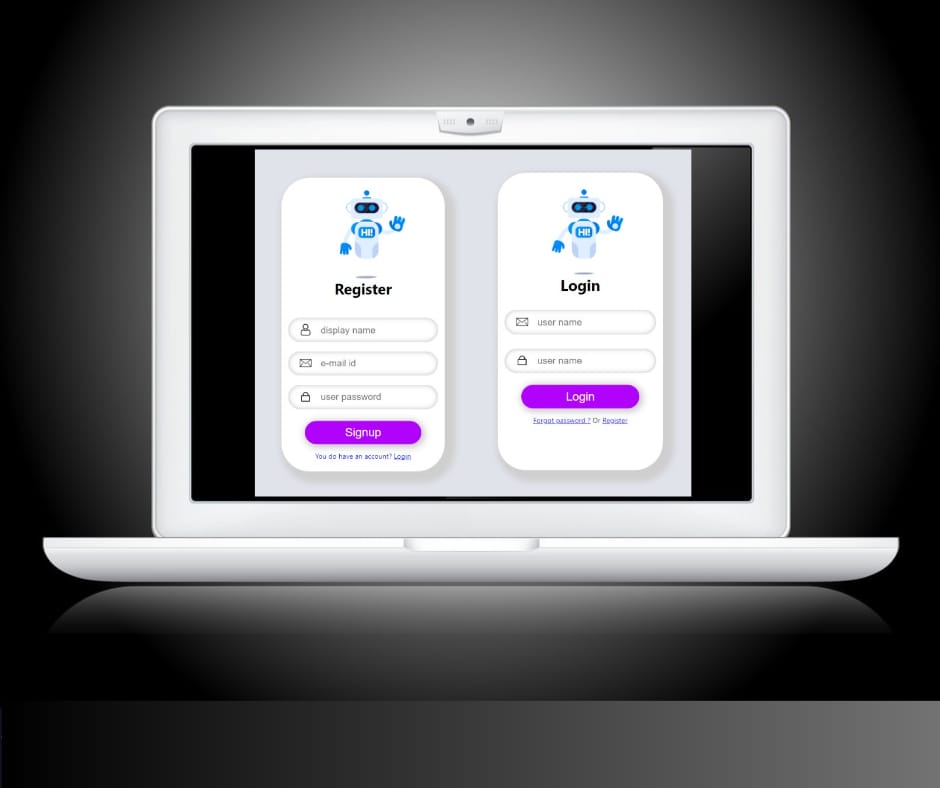 HI!
Register
display name
e-mail id
user password
Signup
You do have an account? Login
HI!
Login
user name
user name
Login
Forgot password ? Or Register